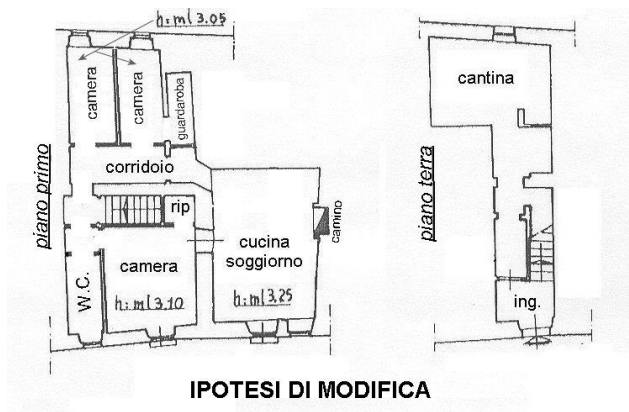 h: ml 3.05
camera
camera
guardaroba
corridoio
piano primo
rip
camino
cucina
soggiorno
camera
W.C.
h: ml 3,10
h: ml 3,25
cantina
piano terra
ing.
IPOTESI DI MODIFICA